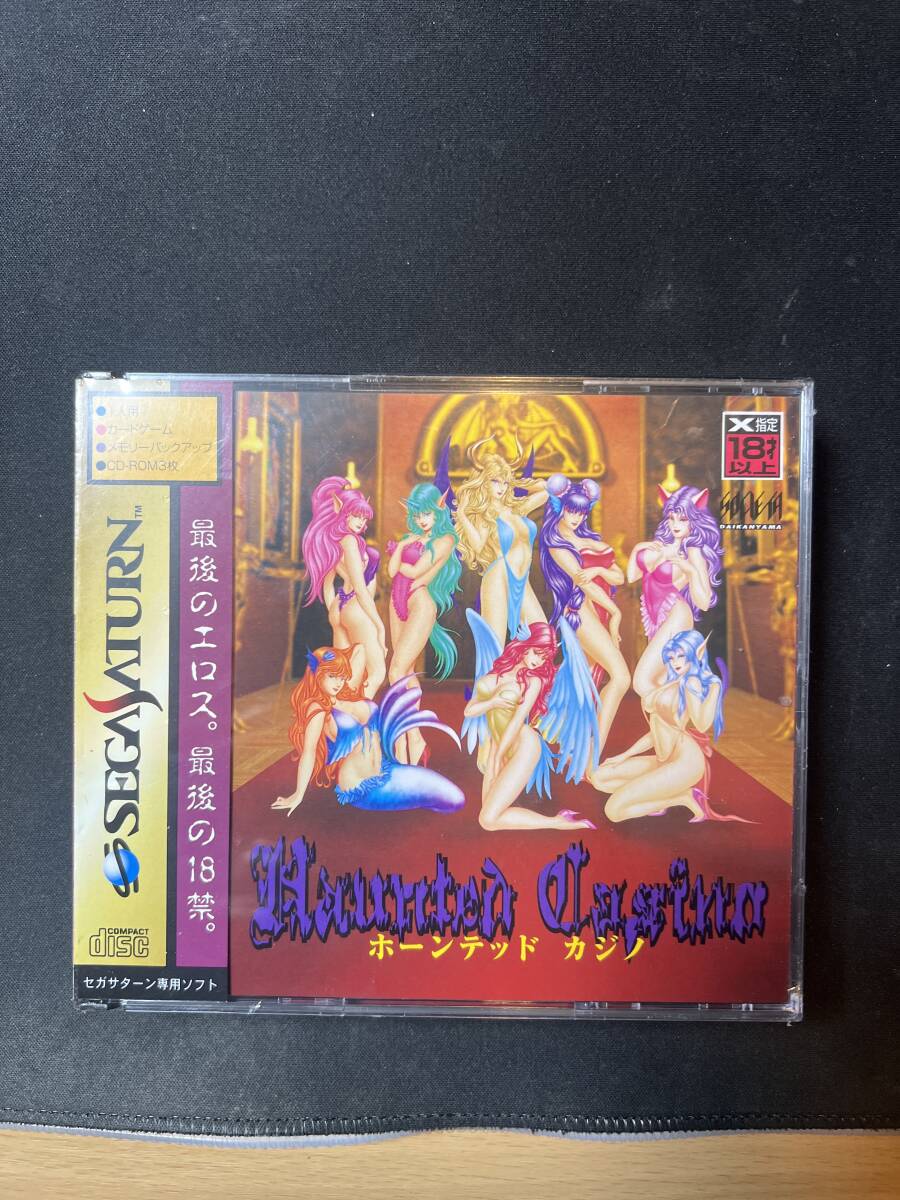 1人用
カードゲーム
メモリーバックアップ
CD-ROM3枚
SEGA SATURN™
COMPACT
disc
セガサターン専用ソフト
最後のエロス。最後の18禁。
X指定
18才
以上
SOCIETA
DAIKANYAMA
Haunted Casino
ホーンテッド カジノ